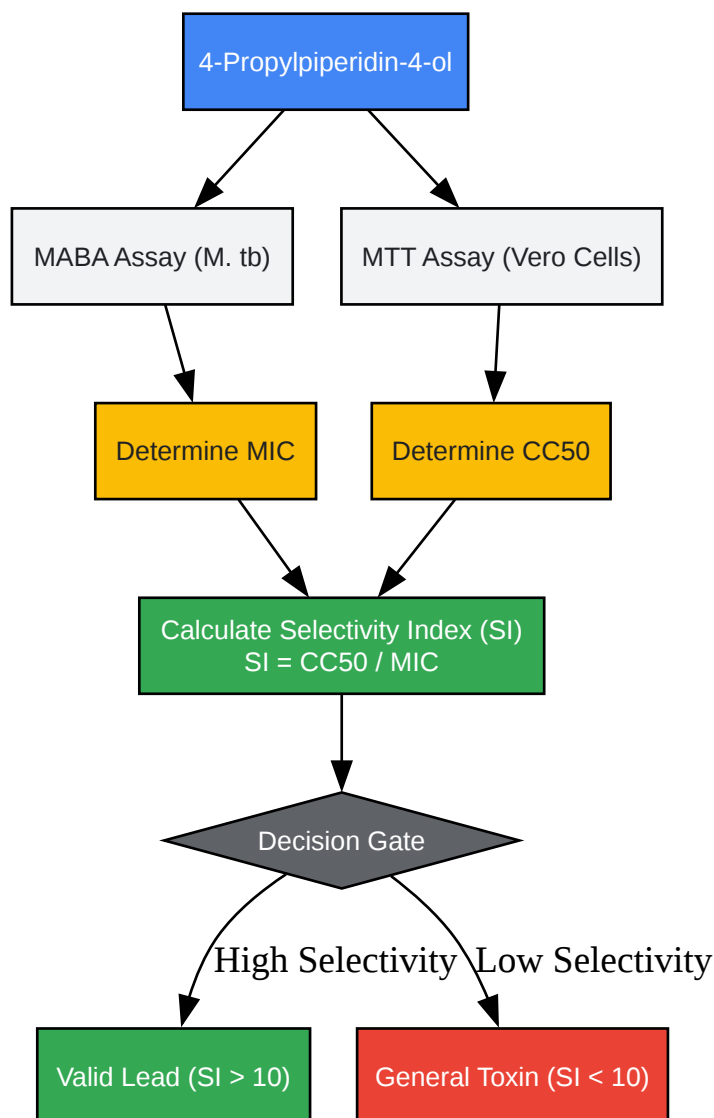 4-Propylpiperidin-4-ol
MABA Assay (M. tb)
MTT Assay (Vero Cells)
Determine MIC
Determine CC50
Calculate Selectivity Index (SI)
SI = CC50 / MIC
Decision Gate
High Selectivity
Low Selectivity
Valid Lead (SI > 10)
General Toxin (SI < 10)